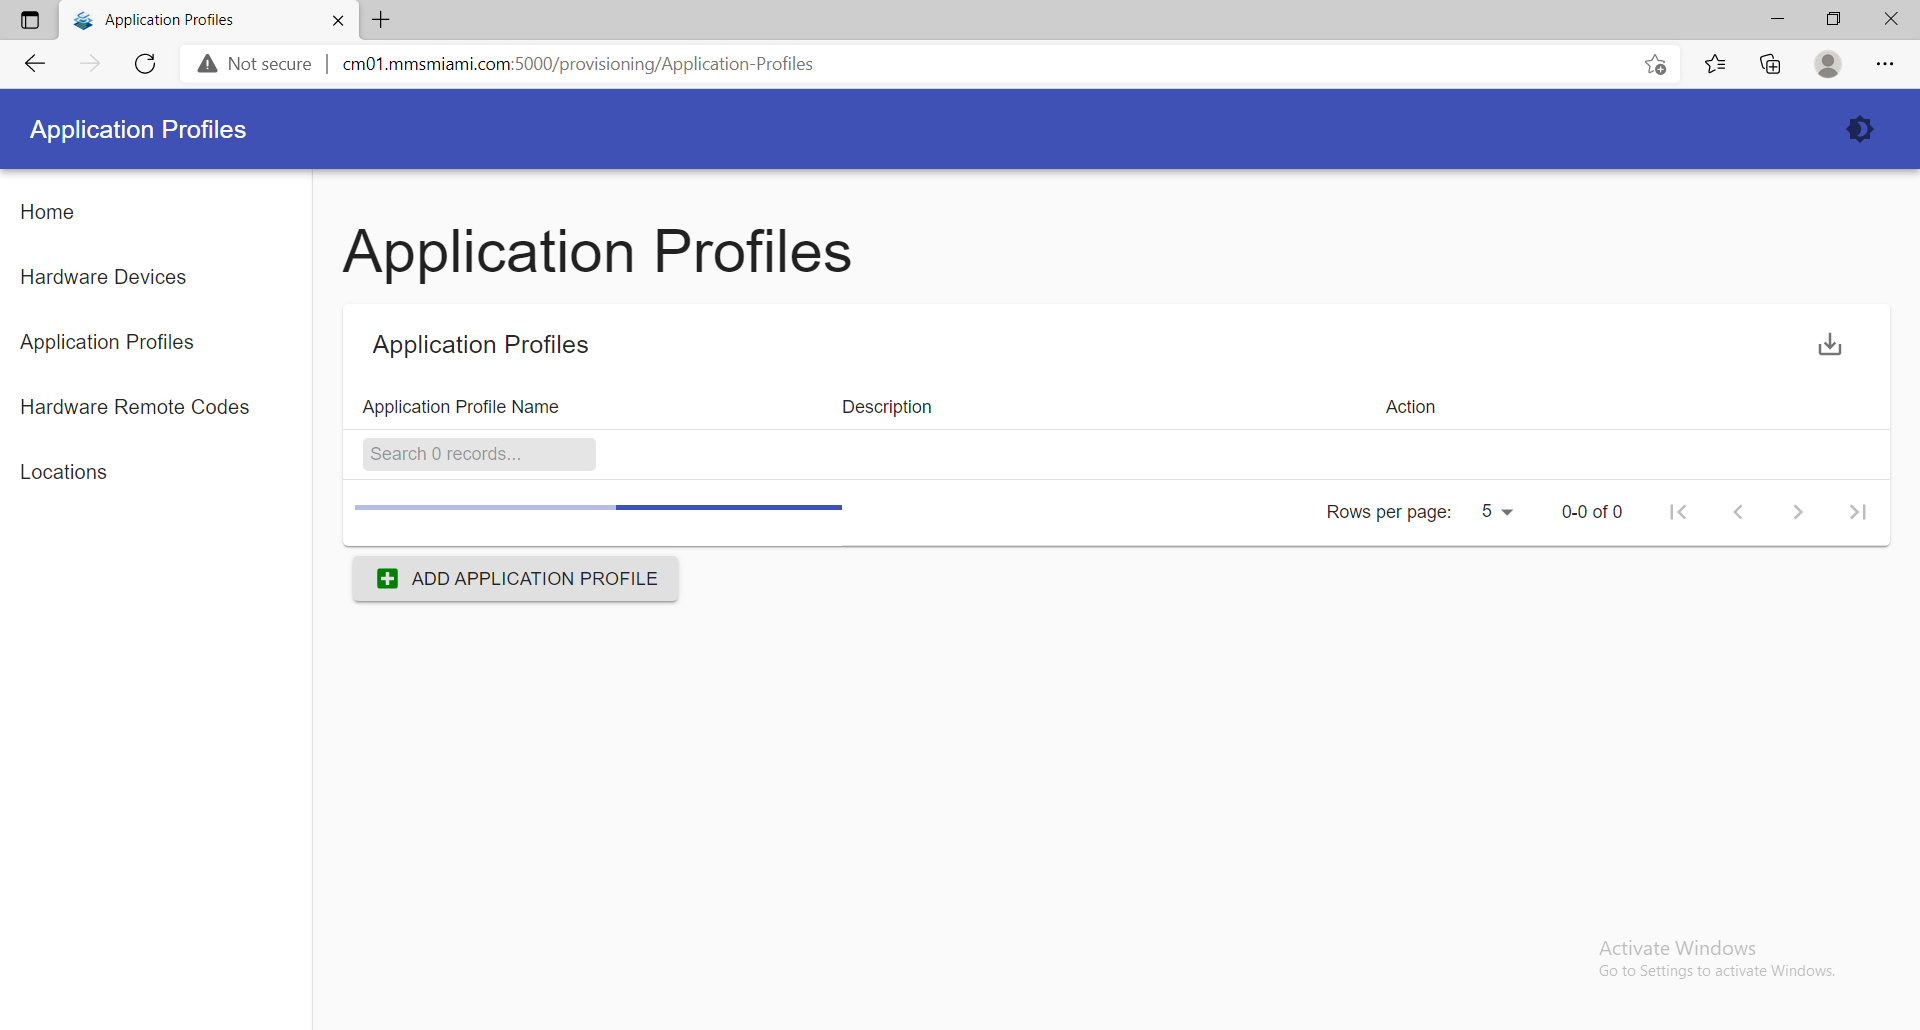 Application Profiles
Not secure
cm01.mmsmiami.com:5000/provisioning/Application-Profiles
Application Profiles
Home
Hardware Devices
Application Profiles
Hardware Remote Codes
Locations
Application Profiles
Application Profiles
Application Profile Name Description Action
Search 0 records...
Rows per page: 5 0-0 of 0
ADD APPLICATION PROFILE
Activate Windows
Go to Settings to activate Windows.